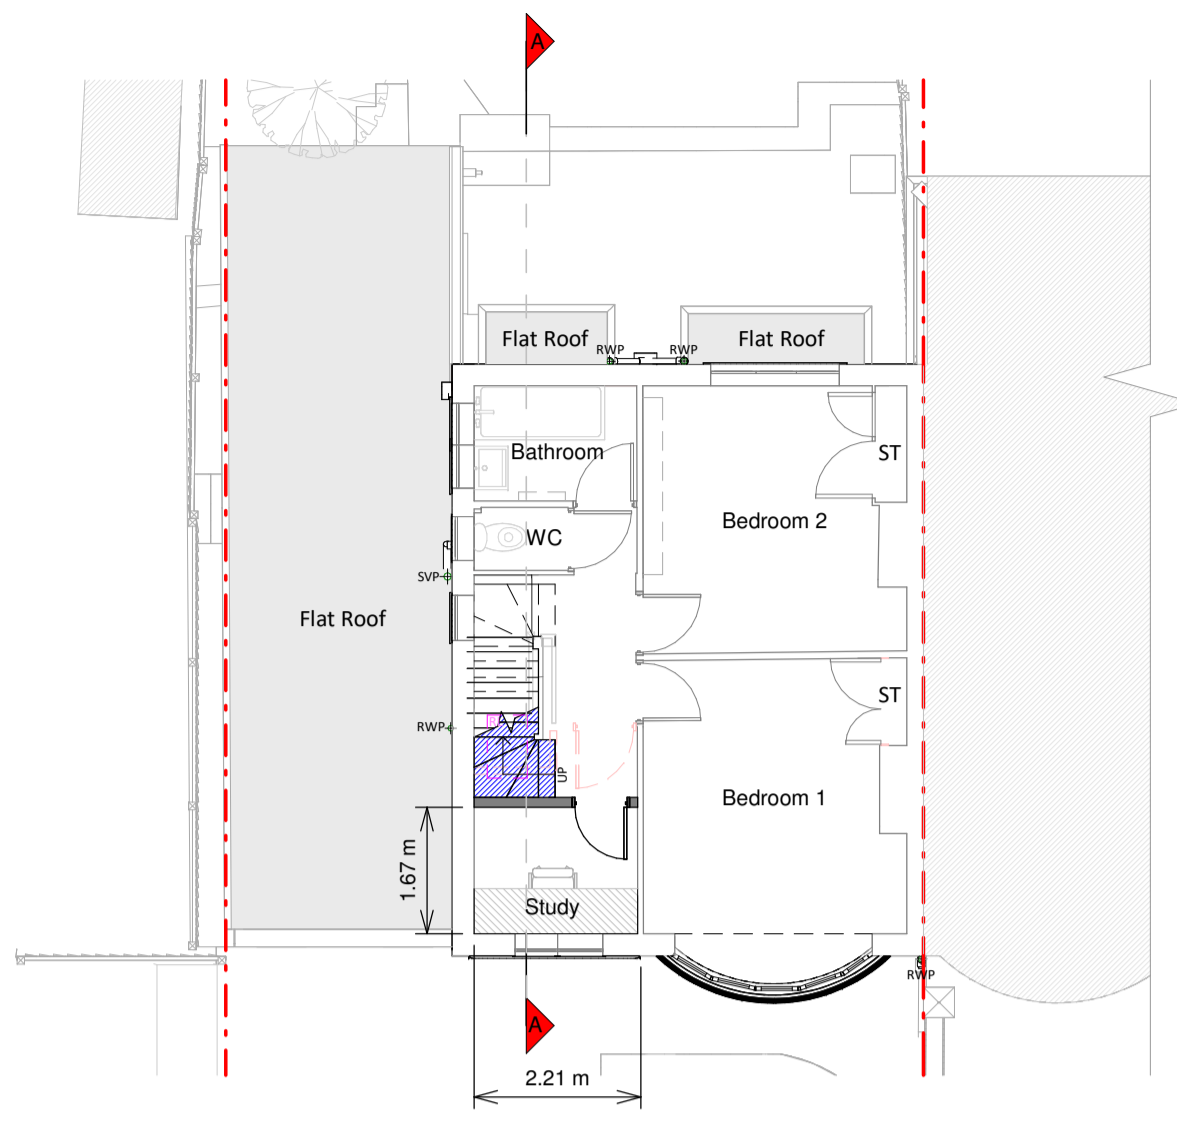 A
Flat Roof
RWP
RWP
Flat Roof
Bathroom
ST
Bedroom 2
WC
SVP
Flat Roof
ST
R
RWP
UP
Bedroom 1
1.67 m
Study
RWP
A
2.21 m